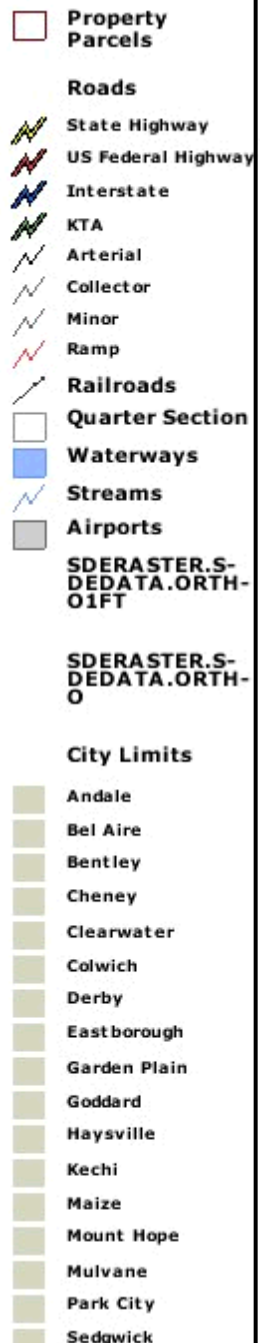 Property
Parcels
Roads
State Highway
US Federal Highway
Interstate
KTA
Arterial
Collector
Minor
Ramp
Railroads
Quarter Section
Waterways
Streams
Airports
SDERASTER.S-
DEDATA.ORTH-
O1FT
SDERASTER.S-
DEDATA.ORTH-
O
City Limits
Andale
Bel Aire
Bentley
Cheney
Clearwater
Colwich
Derby
Eastborough
Garden Plain
Goddard
Haysville
Kechi
Maize
Mount Hope
Mulvane
Park City
Sedgwick